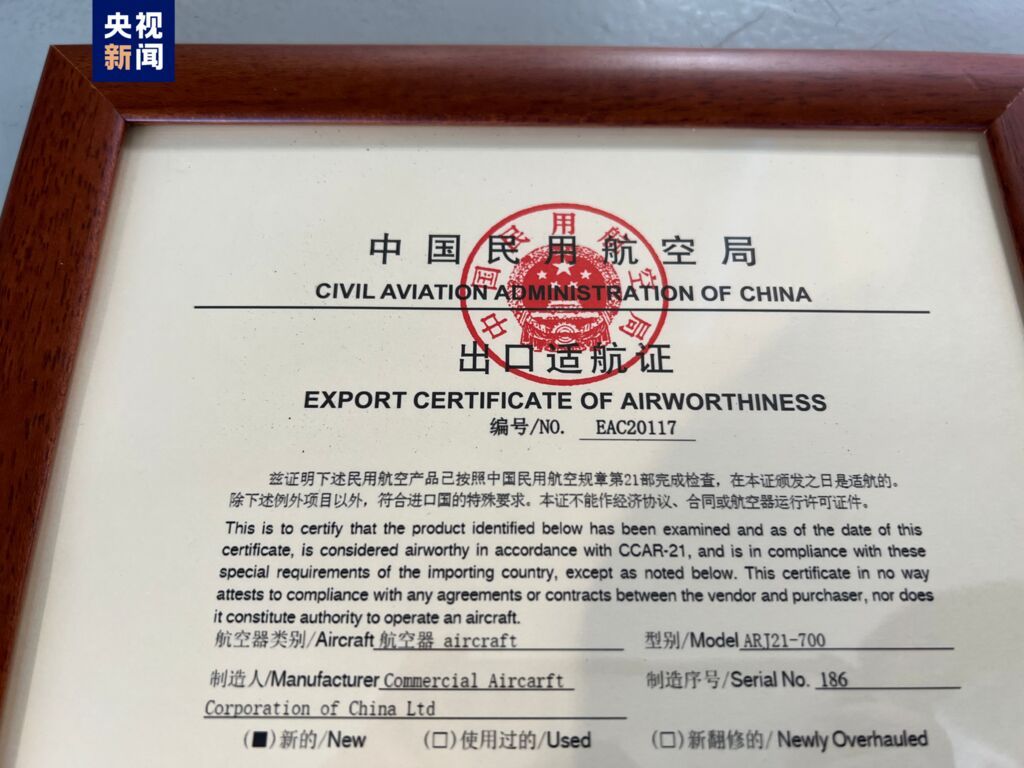 央视
新闻
中国民用航空局
中国民用航空局
CIVIL AVIATION ADMINISTRATION OF CHINA
出口适航证
EXPORT CERTIFICATE OF AIRWORTHINESS
编号/NO. EAC20117
兹证明下述民用航空产品已按照中国民用航空规章第21部完成检查，在本证颁发之日是适航的。
除下述例外项目以外，符合进口国的特殊要求。本证不能作经济协议、合同或航空器运行许可证件。
This is to certify that the product identified below has been examined and as of the date of this
certificate, is considered airworthy in accordance with CCAR-21, and is in compliance with these
special requirements of the importing country, except as noted below. This certificate in no way
attests to compliance with any agreements or contracts between the vendor and purchaser, nor does
it constitute authority to operate an aircraft.
航空器类别/Aircraft 航空器 aircraft 型别/Model ARJ21-700
制造人/Manufacturer Commercial Aircarft 制造序号/Serial No. 186
Corporation of China Ltd
(■)新的/New (□)使用过的/Used (□)新翻修的/ Newly Overhauled